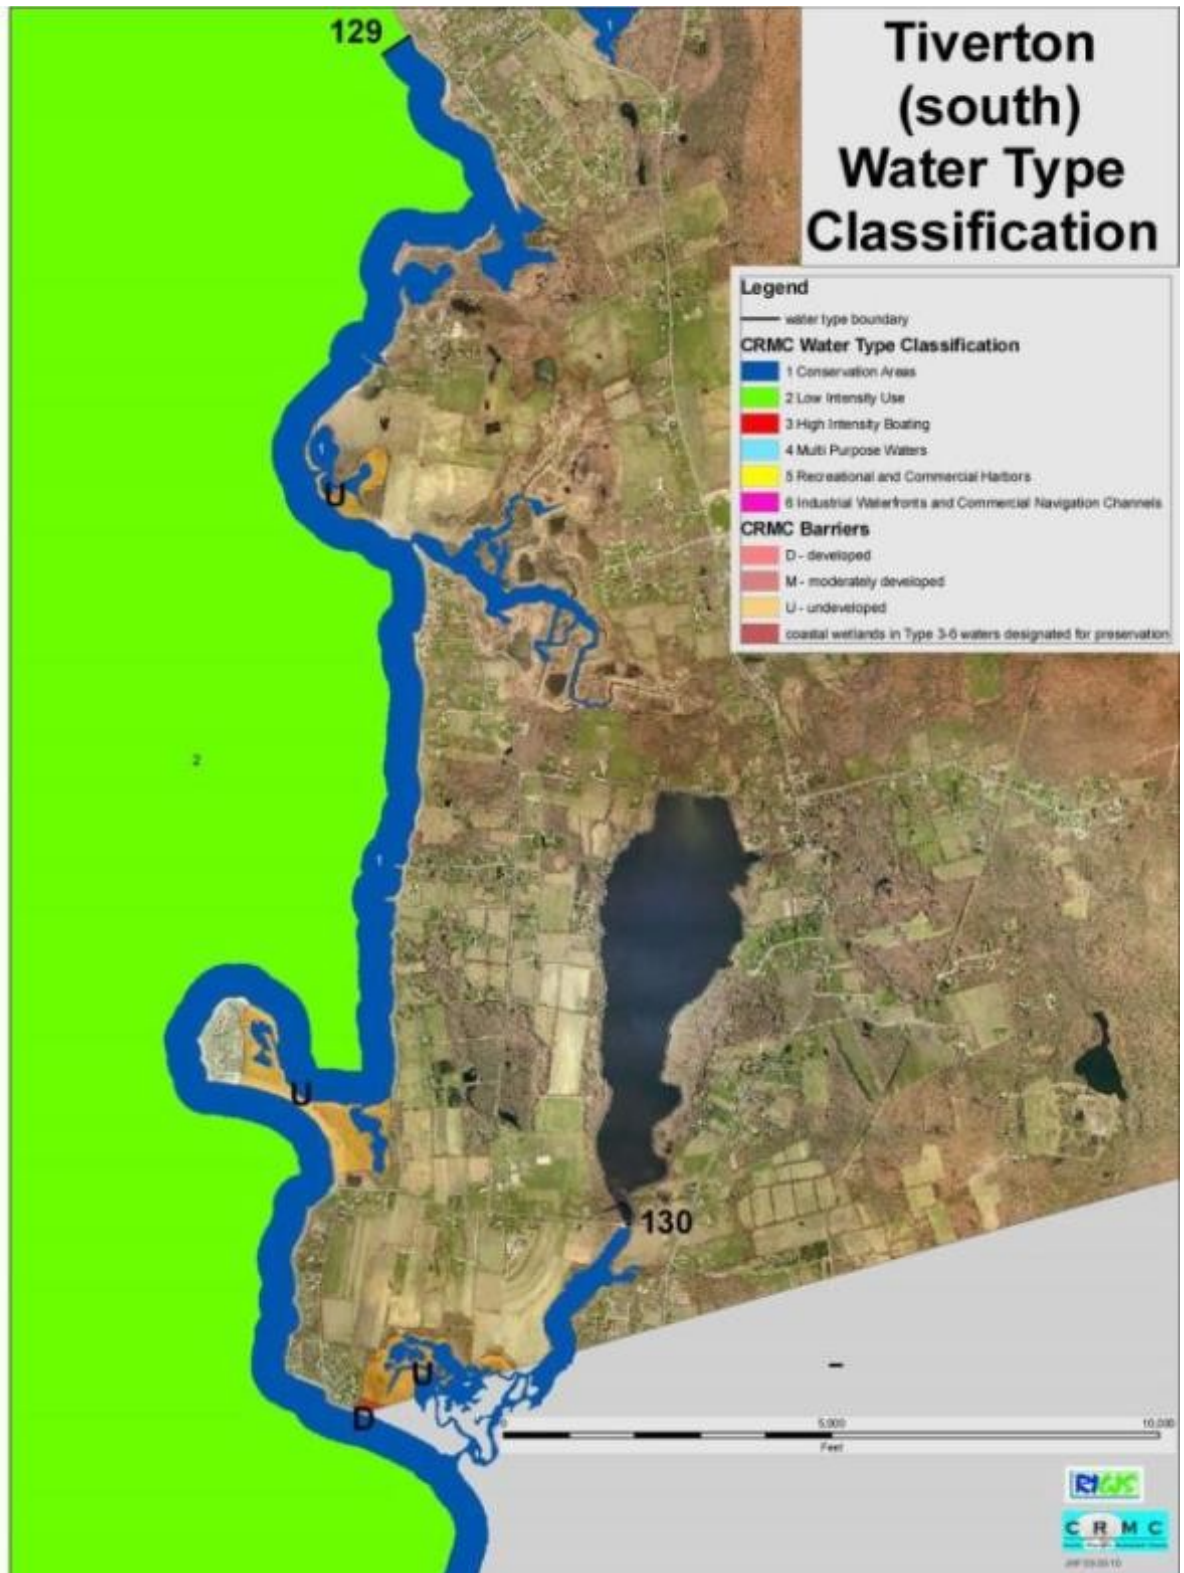 129
1
Tiverton
(south)
Water Type
Classification
Legend
water type boundary
CRMC Water Type Classification
1 Conservation Areas
2 Low Intensity Use
3 High Intensity Boating
4 Multi Purpose Waters
5 Recreational and Commercial Harbors
6 Industrial Waterfronts and Commercial Navigation Channels
CRMC Barriers
D - developed
M - moderately developed
U - undeveloped
coastal wetlands in Type 3-6 waters designated for preservation
1
U
2
1
U
130
U
D
1
0 5,000 10,000
Feet
RIGIS
CRMC